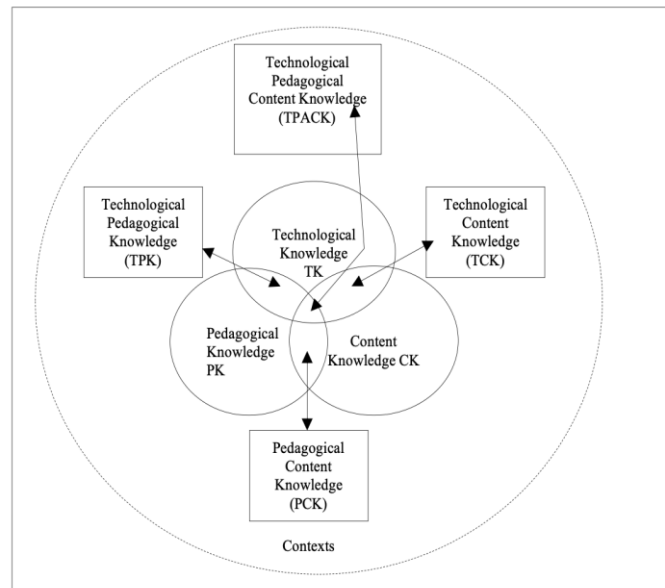 Technological
Pedagogical
Content Knowledge
(TPACK)
Technological
Pedagogical
Knowledge
(TPK)
Technological
Knowledge
TK
Technological
Content
Knowledge
(TCK)
Pedagogical
Knowledge
PK
Content
Knowledge CK
Pedagogical
Content
Knowledge
(PCK)
Contexts